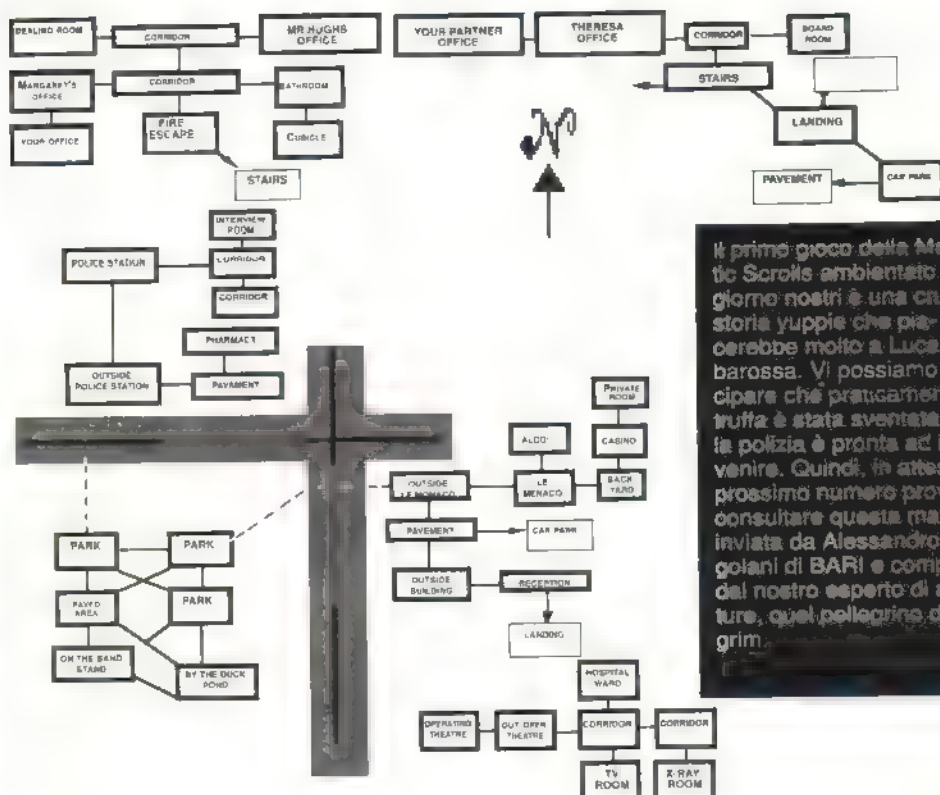 DEALING ROOM
CORRIDOR
MR HUGHS
OFFICE
MARGARET'S
OFFICE
CORRIDOR
BATHROOM
YOUR OFFICE
FIRE
ESCAPE
CUBICLE
STAIRS
YOUR PARTNER
OFFICE
THERESA
OFFICE
CORRIDOR
BOARD
ROOM
STAIRS
LANDING
PAVEMENT
CAR PARK
N
INTERVIEW
ROOM
POLICE STATION
CORRIDOR
CORRIDOR
PHARMACY
OUTSIDE
POLICE STATION
PAVAMENT
PARK
PARK
PAVED
AREA
PARK
ON THE BAND
STAND
BY THE DUCK
POND
PRIVATE
ROOM
ALDO'
CASINO
OUTSIDE
LE MONACO
LE
MENACO
BACK
YARD
PAVEMENT
CAR PARK
OUTSIDE
BUILDING
RECEPTION
LANDING
HOSPITAL
WARD
OPERATING
THEATRE
OUT OPER
THEATRE
CORRIDOR
CORRIDOR
TV
ROOM
X-RAY
ROOM
Il primo gioco della
tic Scrolls ambientato
giorno nostri è una
storia yuppie che pia-
cerebbe molto a Luca
barossa. Vi possiamo
cipare che
truffa è stata sventata
la polizia è pronta ad
venire. Quindi, in
prossimo numero
consultare questa
inviata da Alessandro
golani di BARI e
dal nostro esperto di
ture, quel pellegrino
grim.